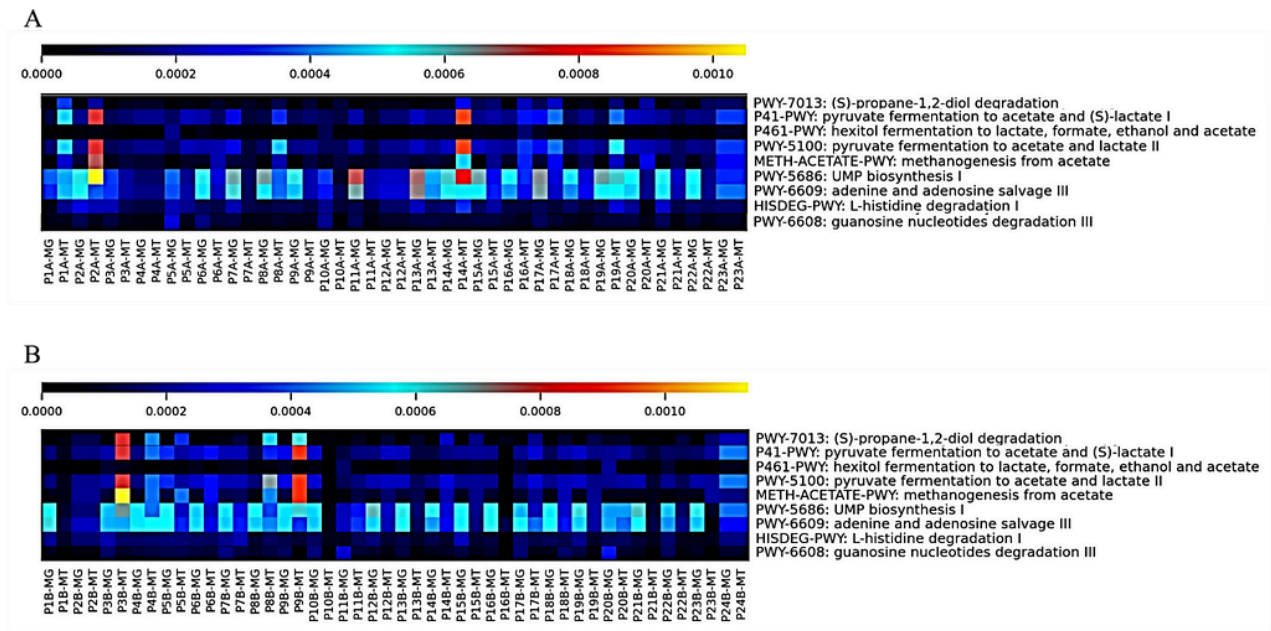 A
0.0000 0.0002 0.0004 0.0006 0.0008 0.0010
PWY-7013: (S)-propane-1,2-diol degradation
P41-PWY: pyruvate fermentation to acetate and (S)-lactate I
P461-PWY: hexitol fermentation to lactate, formate, ethanol and acetate
PWY-5100: pyruvate fermentation to acetate and lactate II
METH-ACETATE-PWY: methanogenesis from acetate
PWY-5686: UMP biosynthesis I
PWY-6609: adenine and adenosine salvage III
HISDEG-PWY: L-histidine degradation I
PWY-6608: guanosine nucleotides degradation III
P1A-MG
P1A-MT
P2A-MG
P2A-MT
P3A-MG
P3A-MT
P4A-MG
P4A-MT
P5A-MG
P5A-MT
P6A-MG
P6A-MT
P7A-MG
P7A-MT
P8A-MG
P8A-MT
P9A-MG
P9A-MT
P10A-MG
P10A-MT
P11A-MG
P11A-MT
P12A-MG
P12A-MT
P13A-MG
P13A-MT
P14A-MG
P14A-MT
P15A-MG
P15A-MT
P16A-MG
P16A-MT
P17A-MG
P17A-MT
P18A-MG
P18A-MT
P19A-MG
P19A-MT
P20A-MG
P20A-MT
P21A-MG
P21A-MT
P22A-MG
P22A-MT
P23A-MG
P23A-MT
B
0.0000 0.0002 0.0004 0.0006 0.0008 0.0010
PWY-7013: (S)-propane-1,2-diol degradation
P41-PWY: pyruvate fermentation to acetate and (S)-lactate I
P461-PWY: hexitol fermentation to lactate, formate, ethanol and acetate
PWY-5100: pyruvate fermentation to acetate and lactate II
METH-ACETATE-PWY: methanogenesis from acetate
PWY-5686: UMP biosynthesis I
PWY-6609: adenine and adenosine salvage III
HISDEG-PWY: L-histidine degradation I
PWY-6608: guanosine nucleotides degradation III
P1B-MG
P1B-MT
P2B-MG
P2B-MT
P3B-MG
P3B-MT
P4B-MG
P4B-MT
P5B-MG
P5B-MT
P6B-MG
P6B-MT
P7B-MG
P7B-MT
P8B-MG
P8B-MT
P9B-MG
P9B-MT
P10B-MG
P10B-MT
P11B-MG
P11B-MT
P12B-MG
P12B-MT
P13B-MG
P13B-MT
P14B-MG
P14B-MT
P15B-MG
P15B-MT
P16B-MG
P16B-MT
P17B-MG
P17B-MT
P18B-MG
P18B-MT
P19B-MG
P19B-MT
P20B-MG
P20B-MT
P21B-MG
P21B-MT
P22B-MG
P22B-MT
P23B-MG
P23B-MT
P24B-MG
P24B-MT